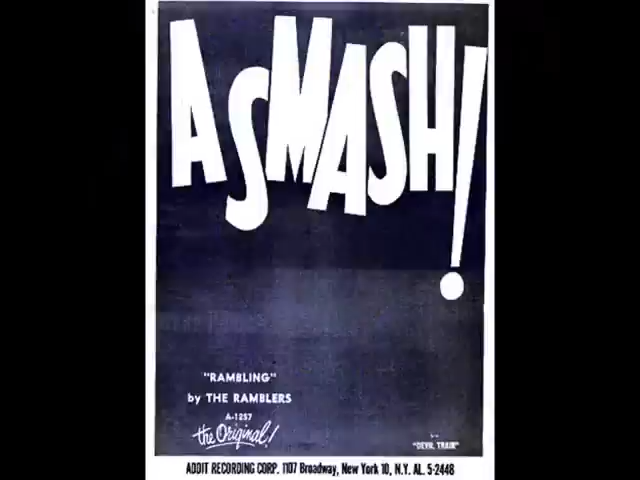 A SMASH!
"RAMBLING"
by THE RAMBLERS
A-1257
the Original!
"DEVIL TRAIN"
ADDIT RECORDING CORP. 1107 Broadway, New York 10, N.Y. AL. 5-2448